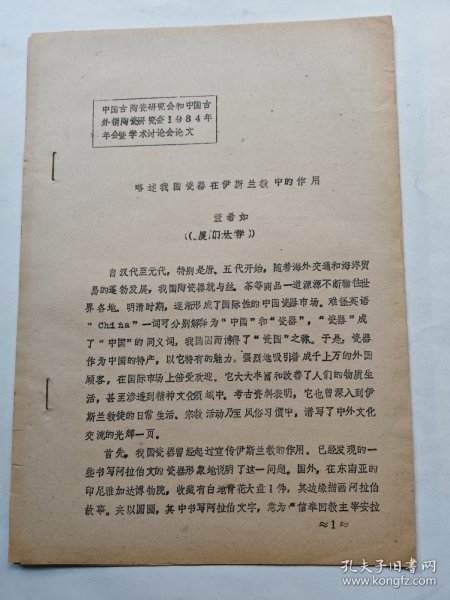 中国古陶瓷研究会和中国古
外销陶瓷研究会1984年
年会暨学术讨论会论文
略述我国瓷器在伊斯兰教中的作用
董希如
(厦门大学)
自汉代至元代,特别是唐、五代开始,随着海外交通和海洋贸
易的蓬勃发展,我国陶瓷器就与丝、茶等商品一道源源不断输往世
界各地。明清时期,逐渐形成了国际性的中国瓷器市场。难怪英语
“China”一词可分别解释为“中国”和“瓷器”,“瓷器”成
了“中国”的同义词,我国因而博得了“瓷国”之称。于是,瓷器
作为中国的特产,以它特有的魅力,强烈地吸引着成千上万的外国
顾客,在国际市场上倍受欢迎。它大大丰富和改善了人们的物质生
活,甚至渗透到精神文化领域中。考古资料表明,它也曾深入到伊
斯兰教徒的日常生活。宗教活动乃至风俗习惯中,谱写了中外文化
交流的光辉一页。
首先,我国瓷器曾经起过宣传伊斯兰教的作用。已经发现的一
些书写阿拉伯文的瓷器形象地说明了这一问题。国外,在东南亚的
印尼雅加达博物院,收藏有白地青花大盘1件,其边缘描画阿拉伯
故事。夹以圆圈,其中书写阿拉伯文字,意为“信奉回教主等安拉
≈1≈
孔夫子旧书网
www.kongfz.com